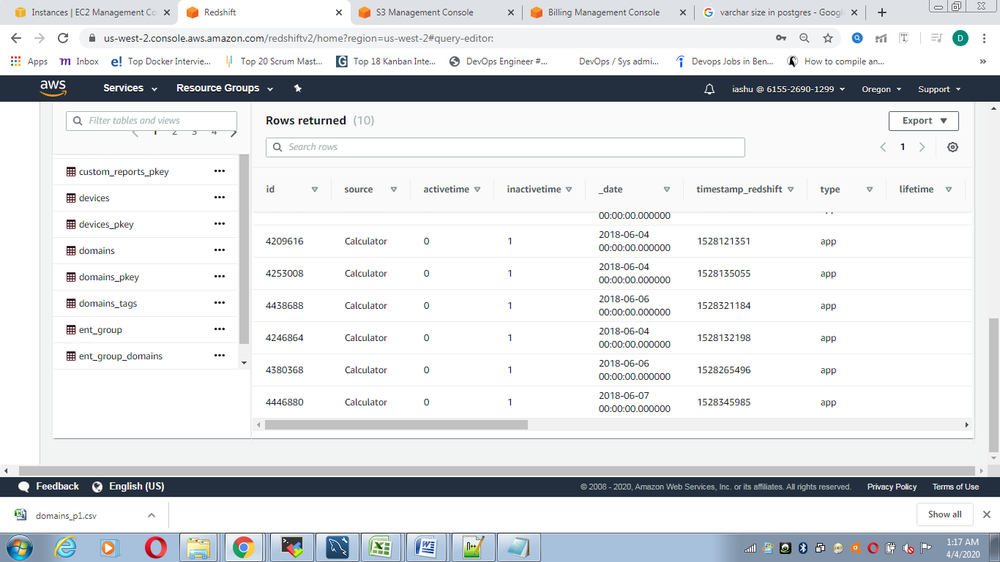 Instances | EC2 Management Co
Redshift
S3 Management Console
Billing Management Console
varchar size in postgres - Google
us-west-2.console.aws.amazon.com/redshiftv2/home?region=us-west-2#query-editor:
D
Apps
Inbox
Top Docker Intervie...
Top 20 Scrum Mast...
Top 18 Kanban Inte...
DevOps Engineer #...
DevOps / Sys admi...
Devops Jobs in Ben...
How to compile an...
aws
Services
Resource Groups
iashu @ 6155-2690-1299
Oregon
Support
Filter tables and views
1 2 3 4
custom_reports_pkey
devices
devices_pkey
domains
domains_pkey
domains_tags
ent_group
ent_group_domains
Rows returned (10)
Export
Search rows
1
id source activetime inactivetime _date timestamp_redshift type lifetime
00:00:00.000000
4209616 Calculator 0 1 2018-06-04 00:00:00.000000 1528121351 app
4253008 Calculator 0 1 2018-06-04 00:00:00.000000 1528135055 app
4438688 Calculator 0 1 2018-06-06 00:00:00.000000 1528321184 app
4246864 Calculator 0 1 2018-06-04 00:00:00.000000 1528132198 app
4380368 Calculator 0 1 2018-06-06 00:00:00.000000 1528265496 app
4446880 Calculator 0 1 2018-06-07 00:00:00.000000 1528345985 app
Feedback
English (US)
© 2008 - 2020, Amazon Web Services, Inc. or its affiliates. All rights reserved.
Privacy Policy
Terms of Use
domains_p1.csv
Show all
1:17 AM
4/4/2020